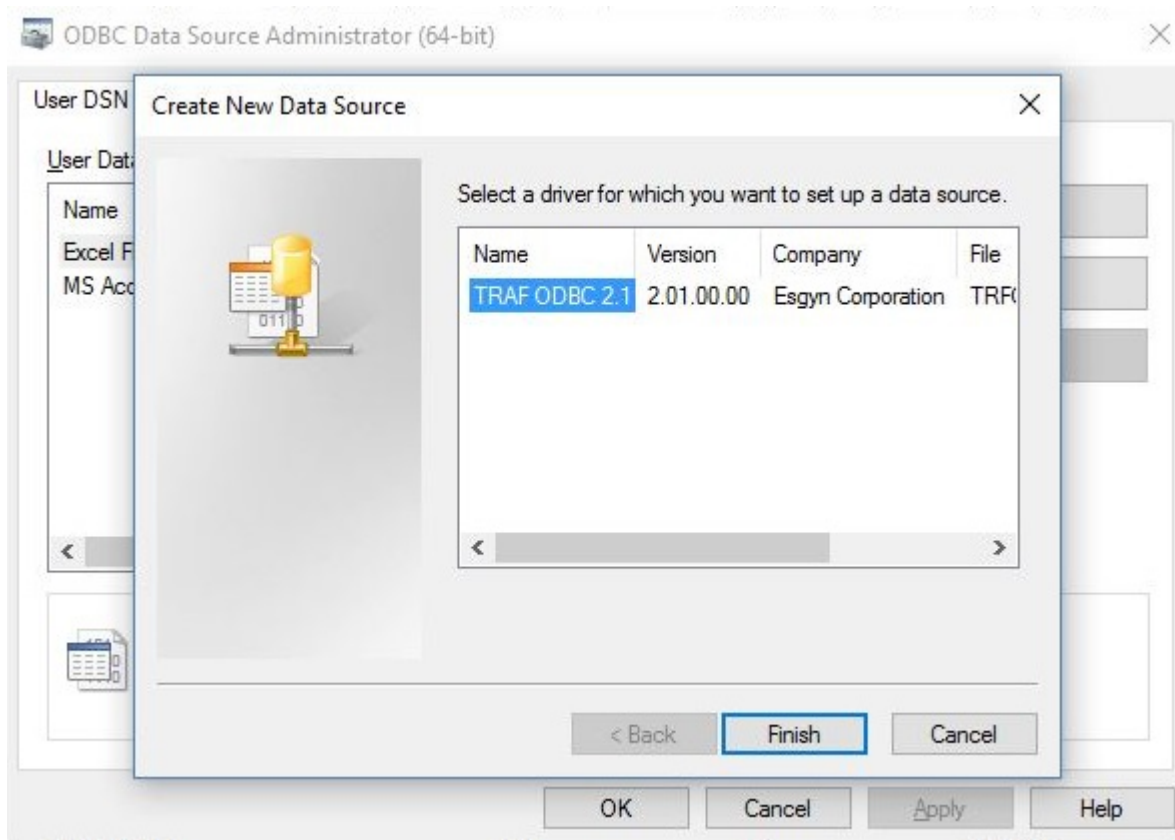 ODBC Data Source Administrator (64-bit)
User DSN
Create New Data Source
User Data
Select a driver for which you want to set up a data source.
Name
Excel F
MS Acc
Name Version Company File
TRAF ODBC 2.1 2.01.00.00 Esgyn Corporation TRF
< Back Finish Cancel
OK Cancel Apply Help